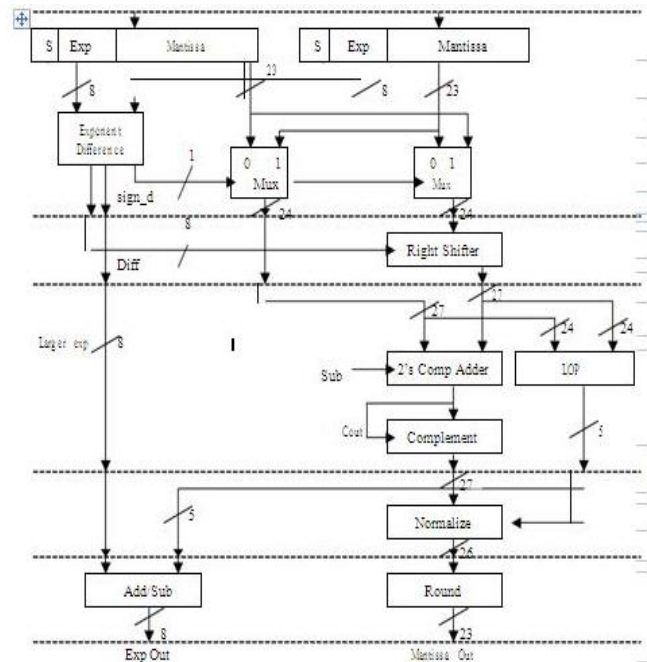 S Exp Mantissa S Exp Mantissa
8 23 8 23
Exponent
Difference
1
0 1
Mux
0 1
Mux
sign_d
24 24
8
Right Shifter
Diff
27
27
24 24
Larger exp 8
I
Sub
2's Comp Adder
LOP
Cout
Complement
5
27
5
Normalize
26
Add/Sub
Round
8
23
Exp Out
Mantissa Out